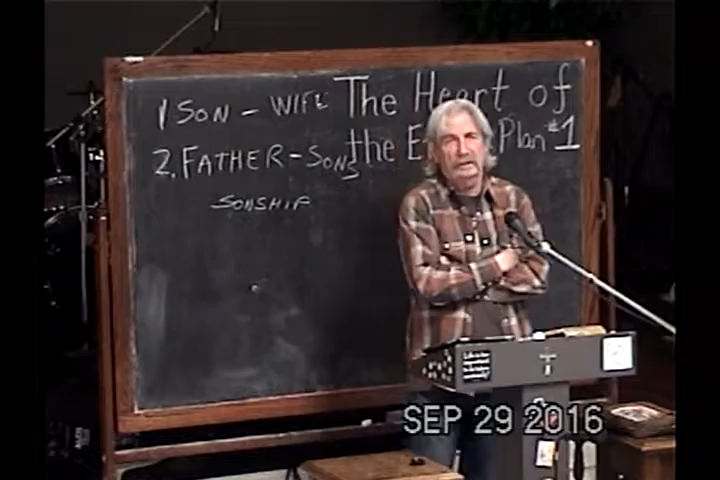 1 SON – WIFE
2. FATHER – SONS
SONSHIP
The Heart of
the E Plan #1
SEP 29 2016